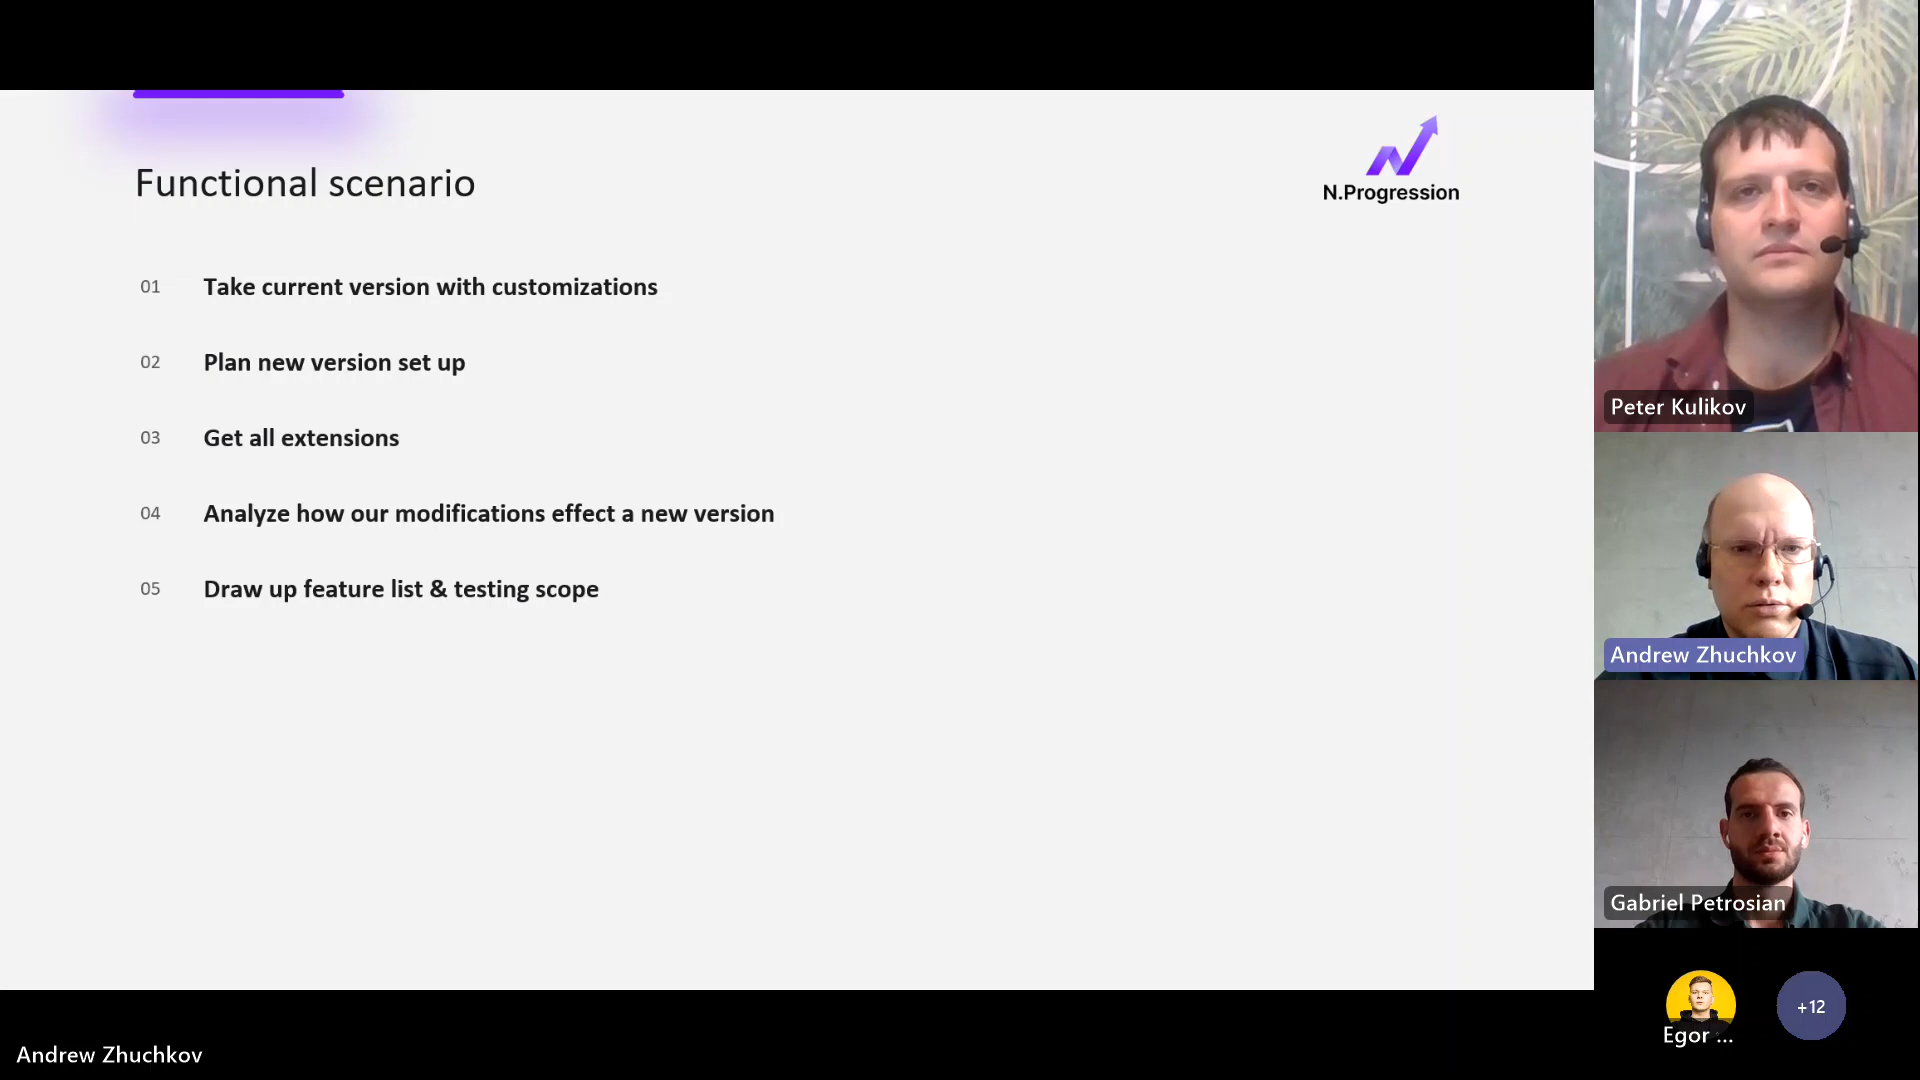 Functional scenario
N.Progression
01 Take current version with customizations
02 Plan new version set up
03 Get all extensions
04 Analyze how our modifications effect a new version
05 Draw up feature list & testing scope
Peter Kulikov
Andrew Zhuchkov
Gabriel Petrosian
Egor ...
+12
Andrew Zhuchkov